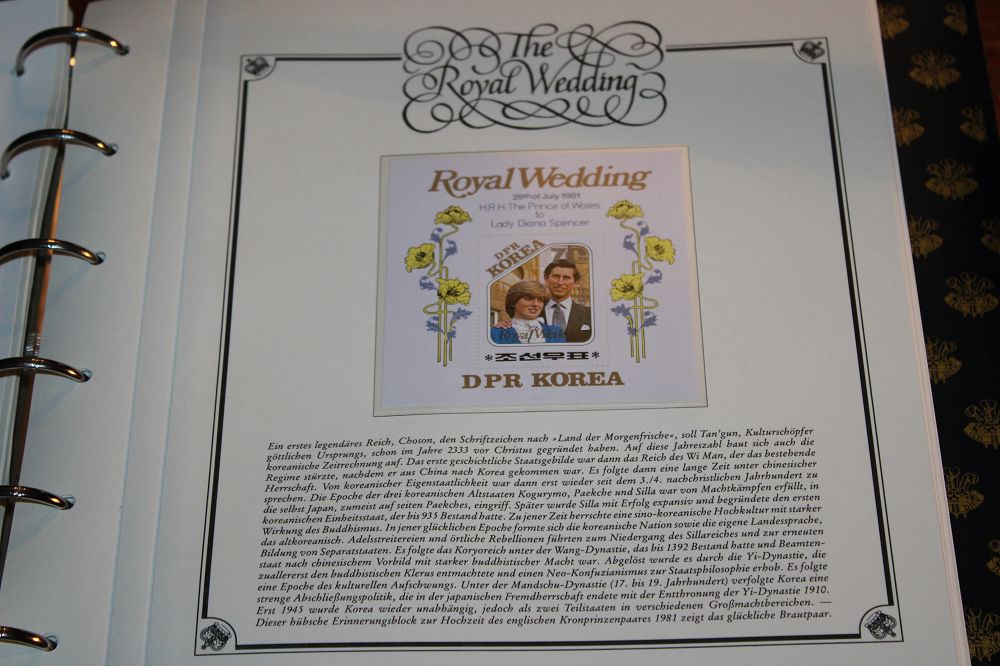 The
Royal Wedding
Royal Wedding
29th of July 1981
H.R.H. The Prince of Wales
to
Lady Diana Spencer
DPR
KOREA
70
Royal Wedding
*조선우표*
DPR KOREA
Ein erstes legendäres Reich, Choson, den Schriftzeichen nach »Land der Morgenfrische«, soll Tan'gun, Kulturschöpfer
göttlichen Ursprungs, schon im Jahre 2333 vor Christus gegründet haben. Auf diese Jahreszahl baut sich auch die
koreanische Zeitrechnung auf. Das erste geschichtliche Staatsgebilde war dann das Reich des Wi Man, der das bestehende
Regime stürzte, nachdem er aus China nach Korea gekommen war. Es folgte dann eine lange Zeit unter chinesischer
Herrschaft. Von koreanischer Eigenstaatlichkeit war dann erst wieder seit dem 3./4. nachchristlichen Jahrhundert zu
sprechen. Die Epoche der drei koreanischen Altstaaten Kogurymo, Paekche und Silla war von Machtkämpfen erfüllt, in
die selbst Japan, zumeist auf seiten Paekches, eingriff. Später wurde Silla mit Erfolg expansiv und begründete den ersten
koreanischen Einheitsstaat, der bis 935 Bestand hatte. Zu jener Zeit herrschte eine sino-koreanische Hochkultur mit starker
Wirkung des Buddhismus. In jener glücklichen Epoche formte sich die koreanische Nation sowie die eigene Landessprache,
das altkoreanisch. Adelsstreitereien und örtliche Rebellionen führten zum Niedergang des Sillareiches und zur erneuten
Bildung von Separatstaaten. Es folgte das Koryoreich unter der Wang-Dynastie, das bis 1392 Bestand hatte und Beamten-
staat nach chinesischem Vorbild mit starker buddhistischer Macht war. Abgelöst wurde es durch die Yi-Dynastie, die
zuallererst den buddhistischen Klerus entmachtete und einen Neo-Konfuzianismus zur Staatsphilosophie erhob. Es folgte
eine Epoche des kulturellen Aufschwungs. Unter der Mandschu-Dynastie (17. bis 19. Jahrhundert) verfolgte Korea eine
strenge Abschließungspolitik, die in der japanischen Fremdherrschaft endete mit der Entthronung der Yi-Dynastie 1910.
Erst 1945 wurde Korea wieder unabhängig, jedoch als zwei Teilstaaten in verschiedenen Großmachtbereichen. —
Dieser hübsche Erinnerungsblock zur Hochzeit des englischen Kronprinzenpaares 1981 zeigt das glückliche Brautpaar.